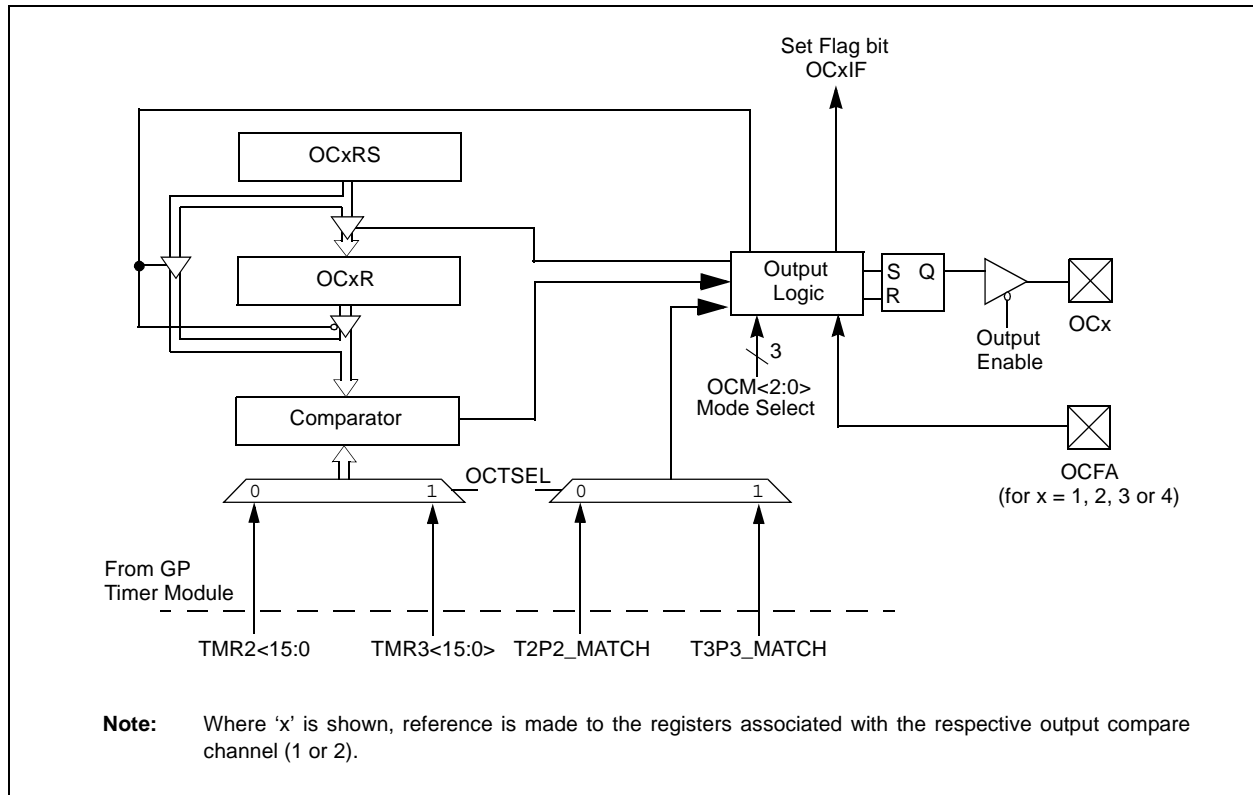 Set Flag bit
OCxIF
OCxRS
OCxR
Output
Logic
S Q
R
OCx
Output
Enable
3
OCM<2:0>
Mode Select
Comparator
OCFA
(for x = 1, 2, 3 or 4)
0 1
OCTSEL
0 1
From GP
Timer Module
TMR2<15:0
TMR3<15:0>
T2P2_MATCH
T3P3_MATCH
Note: Where ‘x’ is shown, reference is made to the registers associated with the respective output compare
channel (1 or 2).